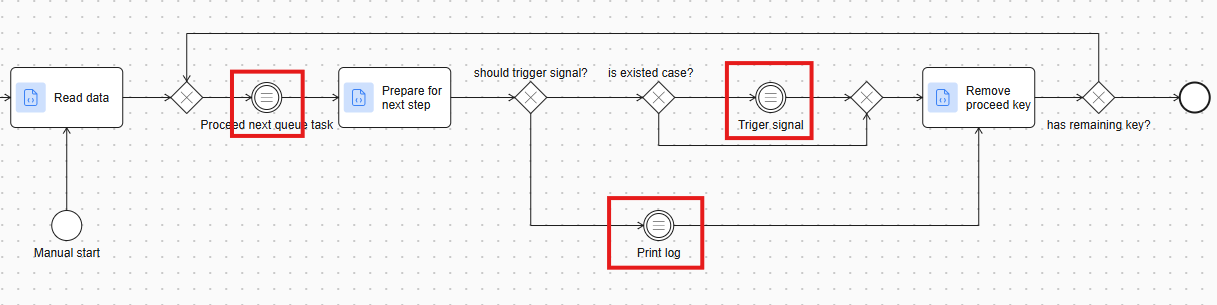 should trigger signal?
is existed case?
Read data
Prepare for
next step
Remove
proceed key
Proceed next queue task
Triger signal
has remaining key?
Manual start
Print log